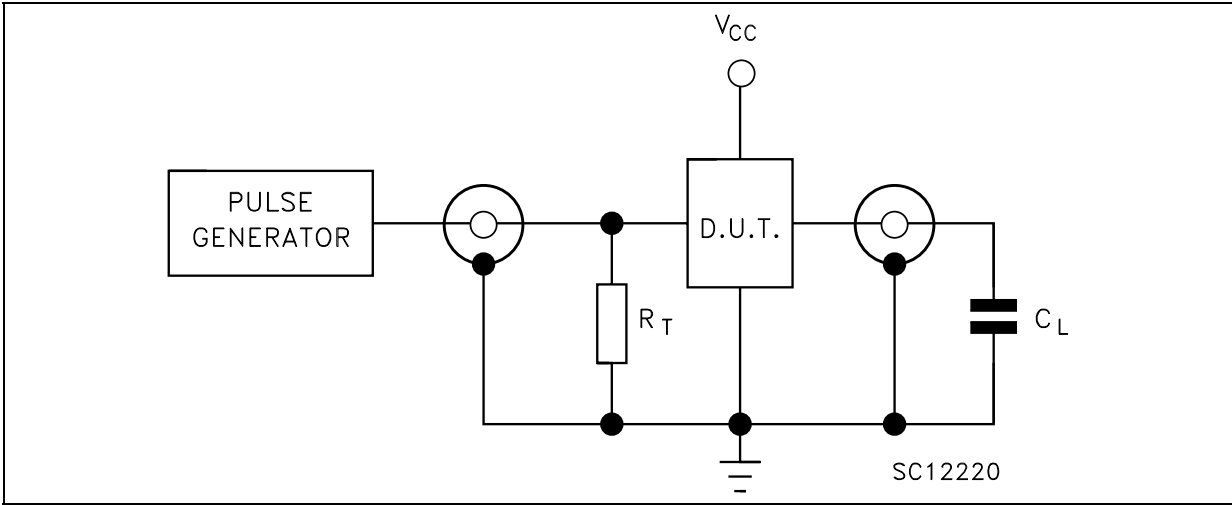 VCC
PULSE
GENERATOR
D.U.T.
RT
CL
SC12220